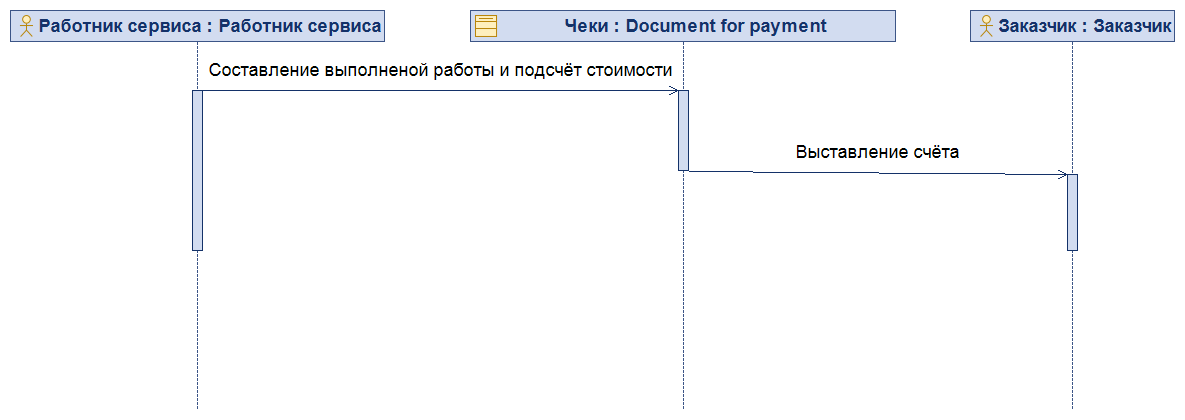 Работник сервиса : Работник сервиса
Чеки : Document for payment
Заказчик : Заказчик
Составление выполненой работы и подсчёт стоимости
Выставление счёта